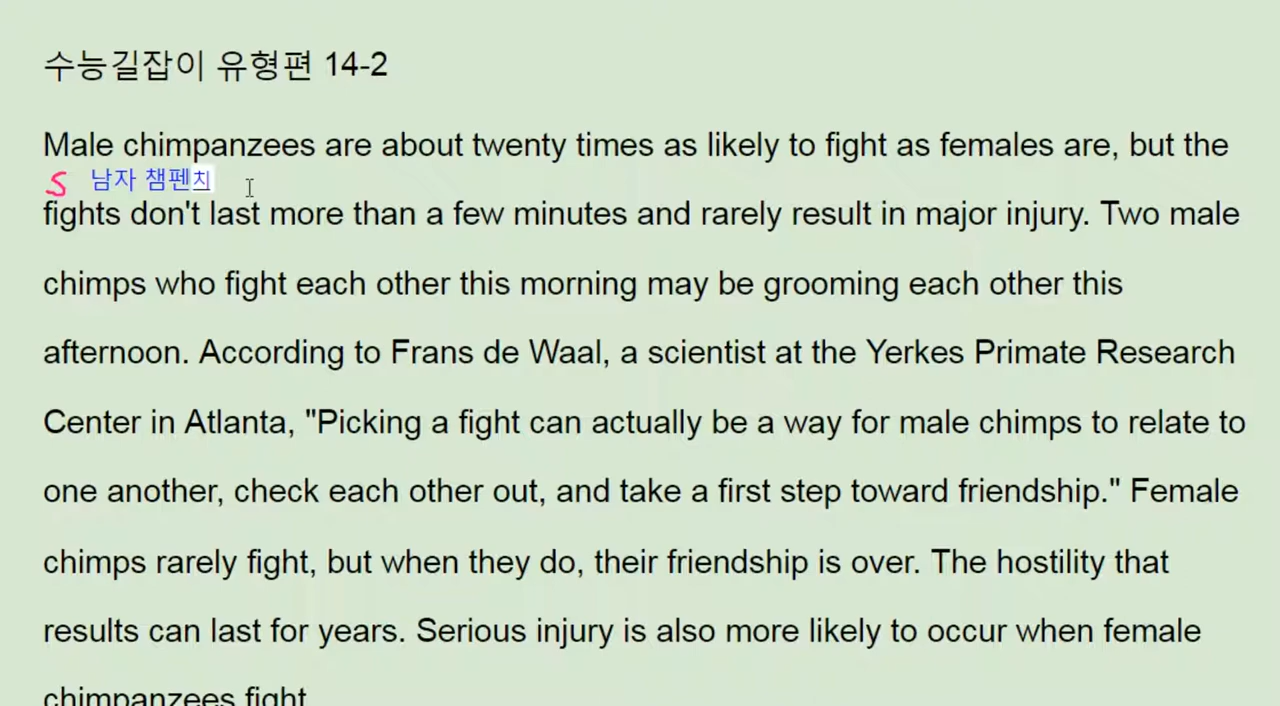 수능길잡이 유형편 14-2
Male chimpanzees are about twenty times as likely to fight as females are, but the
S 남자 챔펜치
fights don't last more than a few minutes and rarely result in major injury. Two male
chimps who fight each other this morning may be grooming each other this
afternoon. According to Frans de Waal, a scientist at the Yerkes Primate Research
Center in Atlanta, "Picking a fight can actually be a way for male chimps to relate to
one another, check each other out, and take a first step toward friendship." Female
chimps rarely fight, but when they do, their friendship is over. The hostility that
results can last for years. Serious injury is also more likely to occur when female
chimpanzees fight